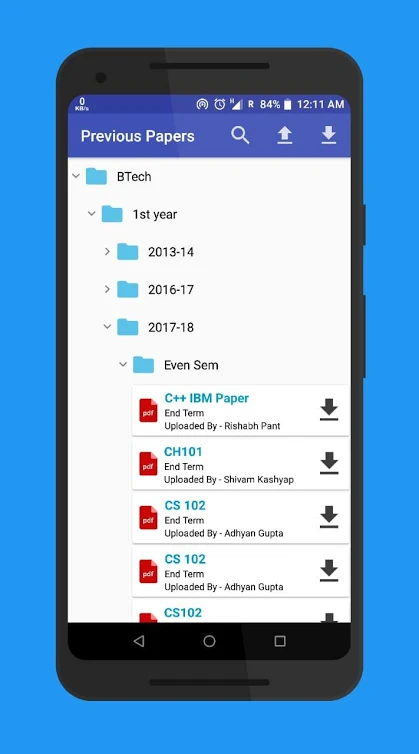 0
KB/s
H
R 84% 12:11 AM
Previous Papers
BTech
1st year
2013-14
2016-17
2017-18
Even Sem
C++ IBM Paper
pdf
End Term
Uploaded By - Rishabh Pant
CH101
pdf
End Term
Uploaded By - Shivam Kashyap
CS 102
pdf
End Term
Uploaded By - Adhyan Gupta
CS 102
pdf
End Term
Uploaded By - Adhyan Gupta
CS102